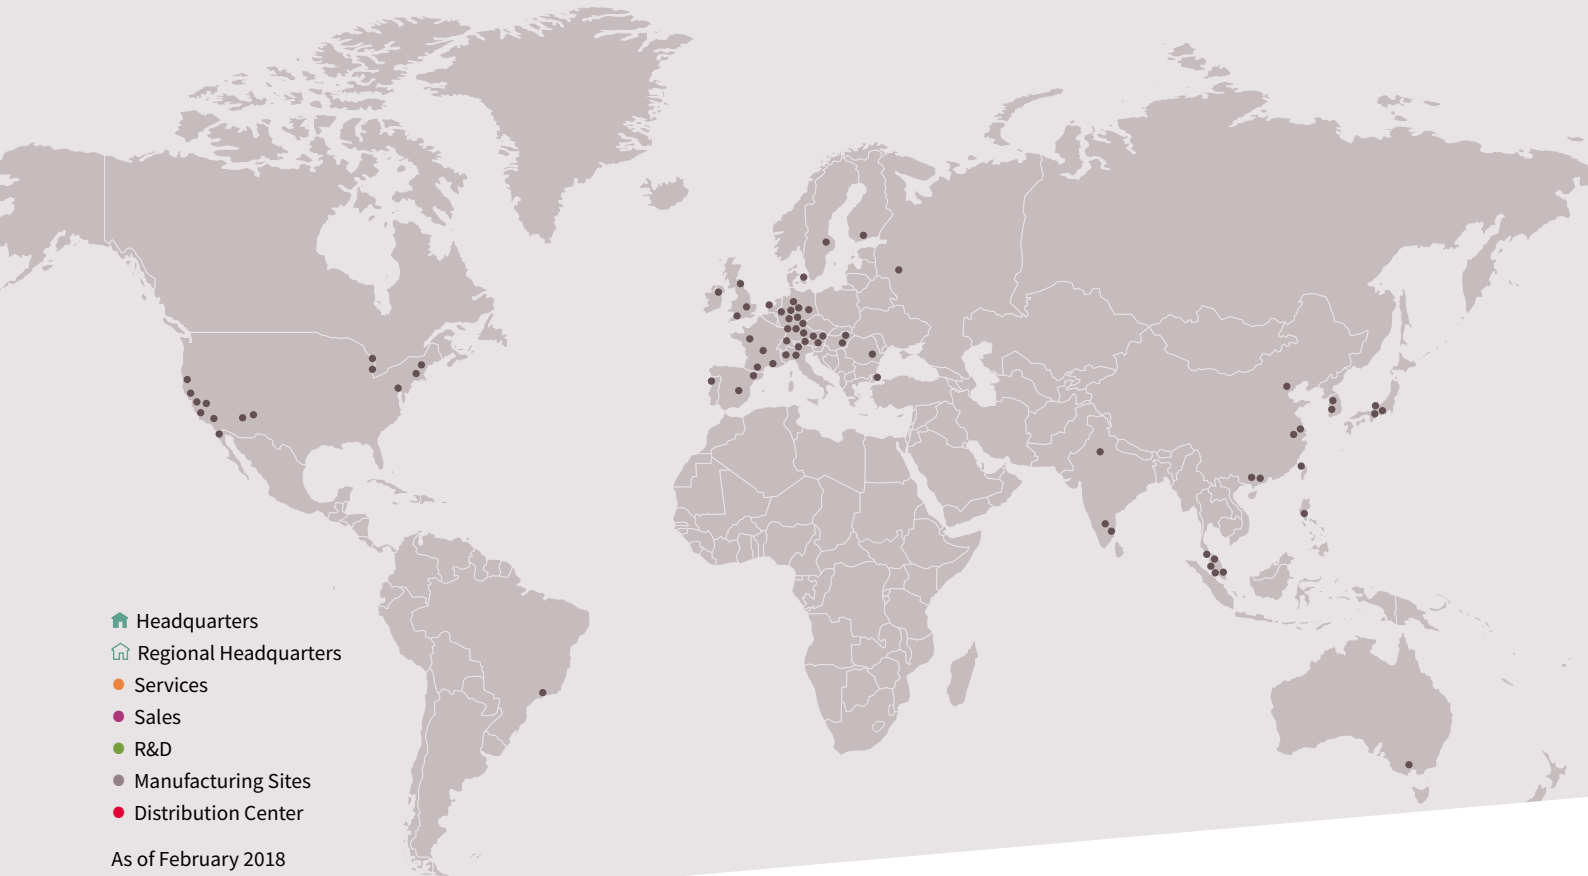 Headquarters
Regional Headquarters
Services
Sales
R&D
Manufacturing Sites
Distribution Center
As of February 2018